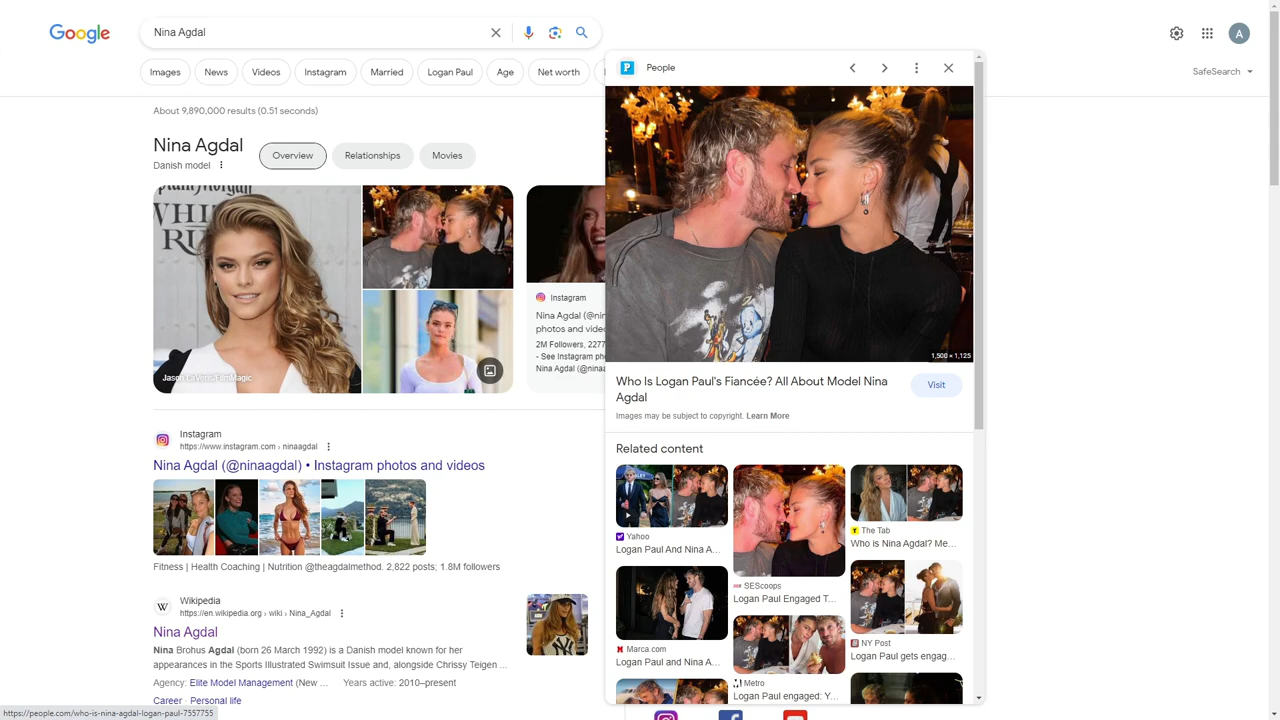 Google
Nina Agdal
A
Images
News
Videos
Instagram
Married
Logan Paul
Age
Net worth
SafeSearch
About 9,890,000 results (0.51 seconds)
Nina Agdal
Danish model
Overview
Relationships
Movies
Instagram
2M Followers, 2277
- See Instagram pho
Nina Agdal (@ninaa
Instagram
https://www.instagram.com › ninaagdal
Nina Agdal (@ninaagdal) • Instagram photos and videos
Fitness | Health Coaching | Nutrition @theagdalmethod. 2,822 posts; 1.8M followers
W
Wikipedia
https://en.wikipedia.org › wiki › Nina_Agdal
Nina Agdal
Agdal (born 26 March 1992) is a Danish model known for her
appearances in the Sports Illustrated Swimsuit Issue and, alongside Chrissy Teigen ...
Agency: Elite Model Management (New ...
Years active: 2010–present
Career · Personal life
https://people.com/who-is-nina-agdal-logan-paul-7557755
P
People
1,500 × 1,125
Who Is Logan Paul's Fiancée? All About Model Nina
Agdal
Visit
Images may be subject to copyright. Learn More
Related content
Yahoo
Logan Paul And Nina A...
Marca.com
Logan Paul and Nina A...
SEScoops
Logan Paul Engaged T...
Metro
Logan Paul engaged: Y...
The Tab
Who is Nina Agdal? Me...
NY Post
Logan Paul gets engag...